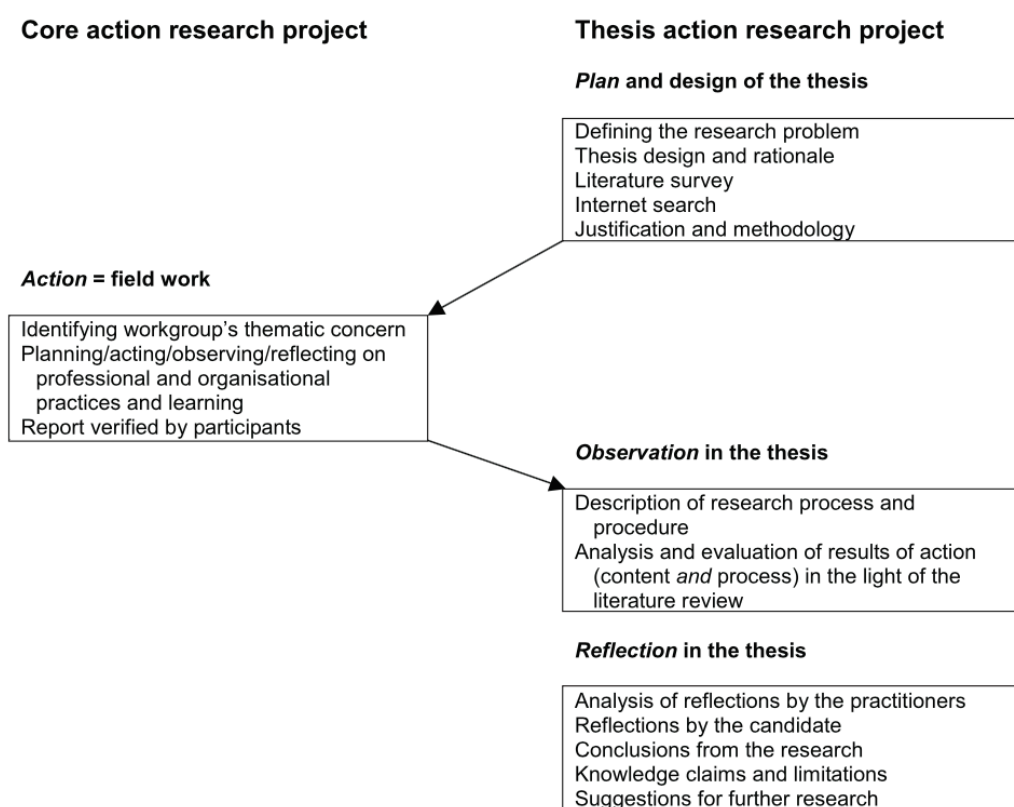 Core action research project
Thesis action research project
Plan and design of the thesis
Defining the research problem
Thesis design and rationale
Literature survey
Internet search
Justification and methodology
Action = field work
Identifying workgroup’s thematic concern
Planning/acting/observing/reflecting on
professional and organisational
practices and learning
Report verified by participants
Observation in the thesis
Description of research process and
procedure
Analysis and evaluation of results of action
(content and process) in the light of the
literature review
Reflection in the thesis
Analysis of reflections by the practitioners
Reflections by the candidate
Conclusions from the research
Knowledge claims and limitations
Suggestions for further research